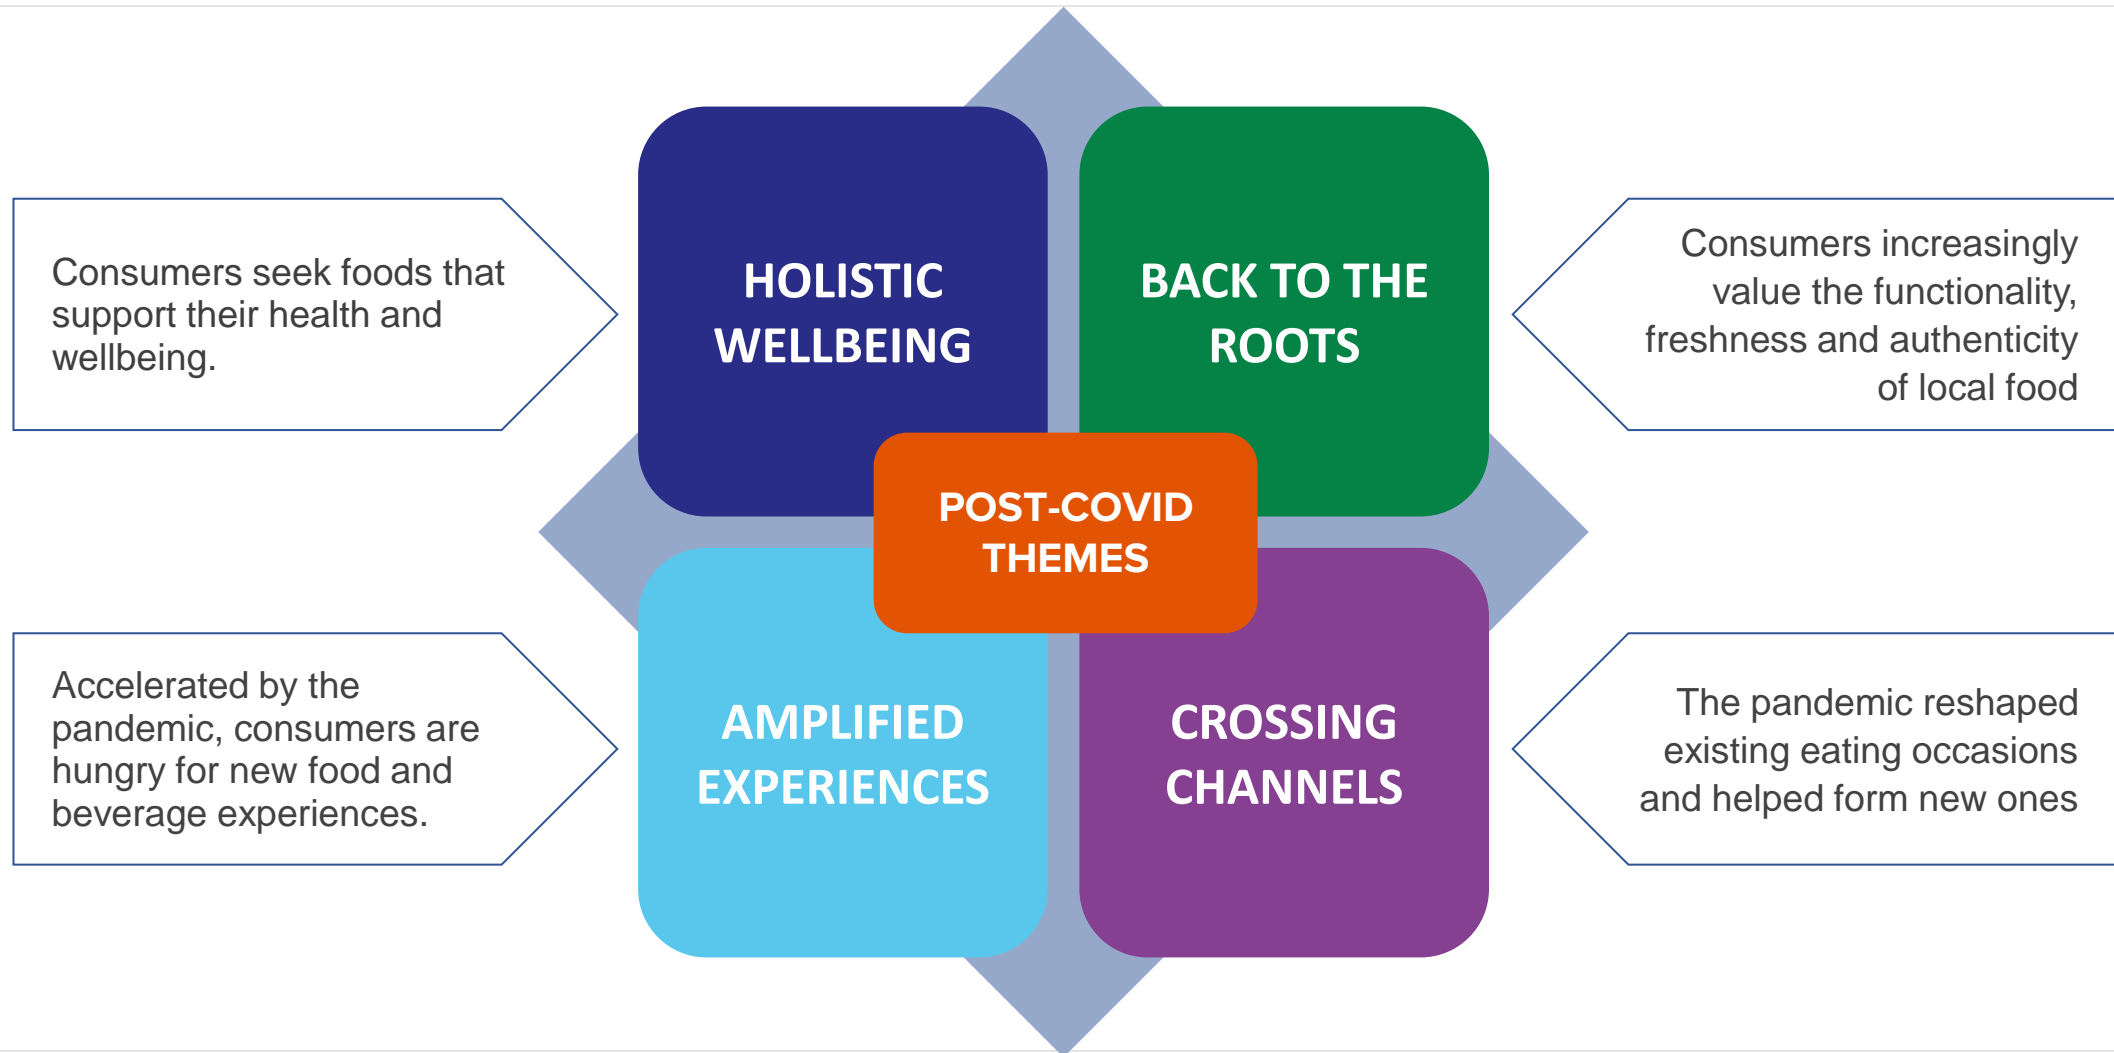 Consumers seek foods that
support their health and
wellbeing.
HOLISTIC
WELLBEING
BACK TO THE
ROOTS
Consumers increasingly
value the functionality,
freshness and authenticity
of local food
POST-COVID
THEMES
Accelerated by the
pandemic, consumers are
hungry for new food and
beverage experiences.
AMPLIFIED
EXPERIENCES
CROSSING
CHANNELS
The pandemic reshaped
existing eating occasions
and helped form new ones